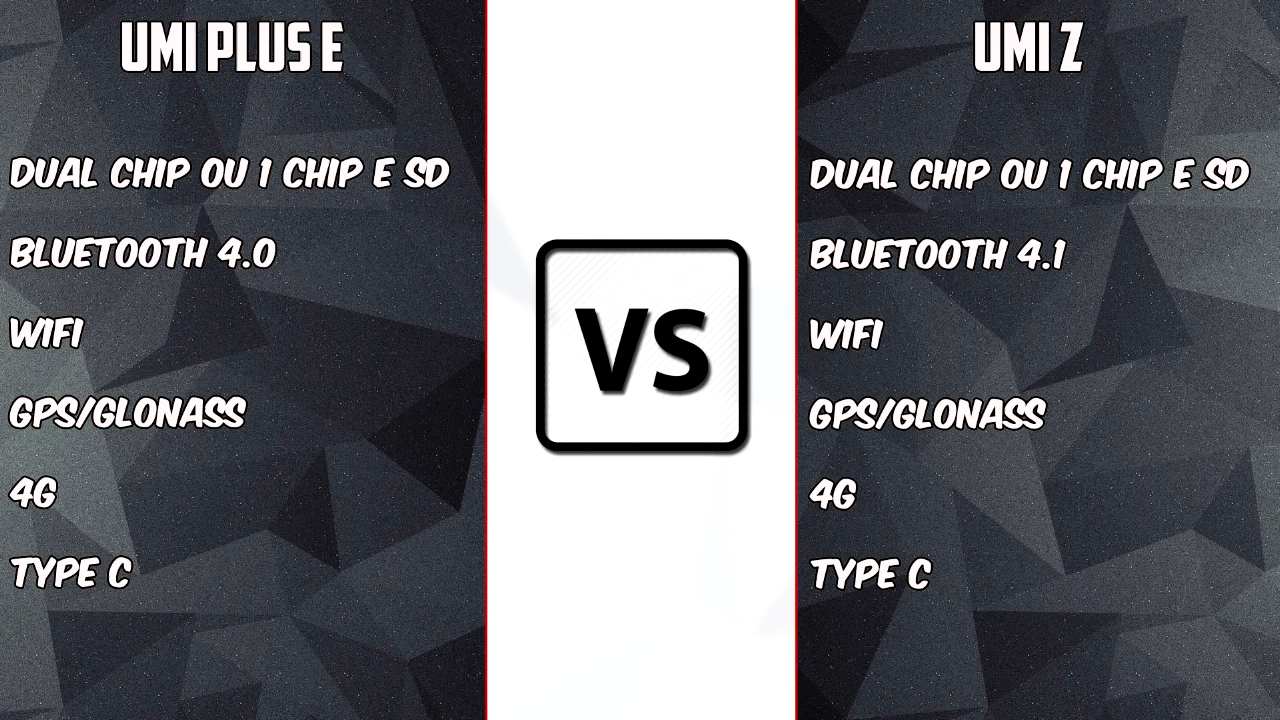 UMI PLUS E
DUAL CHIP OU 1 CHIP E SD
BLUETOOTH 4.0
WIFI
GPS/GLONASS
4G
TYPE C
VS
UMI Z
DUAL CHIP OU 1 CHIP E SD
BLUETOOTH 4.1
WIFI
GPS/GLONASS
4G
TYPE C